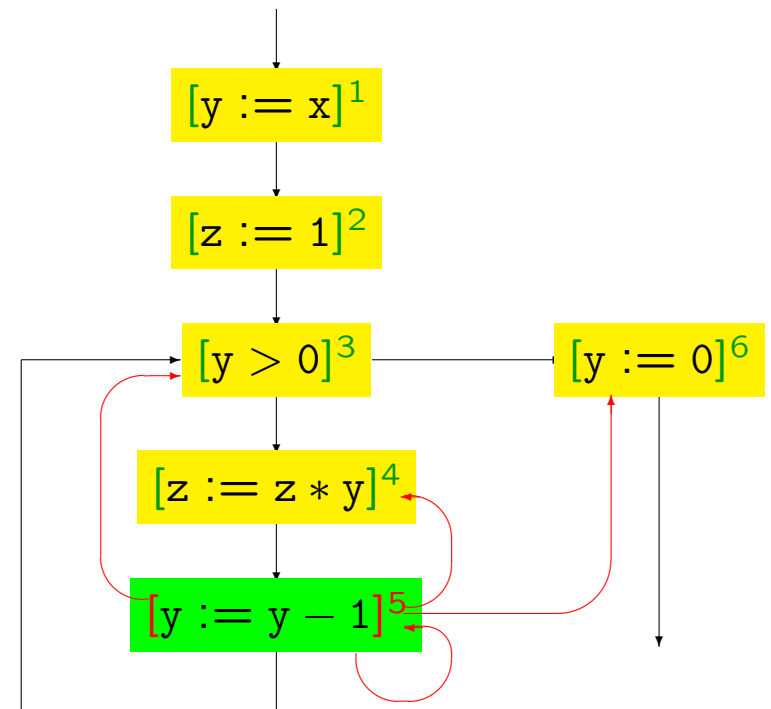 [y := x]1
[z := 1]2
[y > 0]3
[y := 0]6
[z := z ∗ y]4
[y := y − 1]5